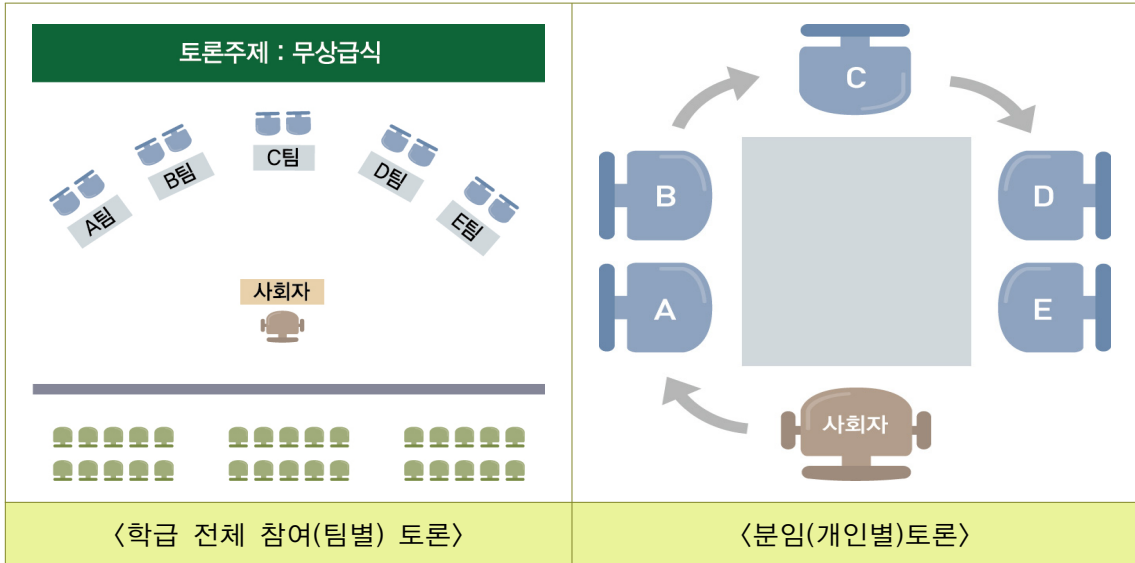 토론주제 : 무상급식
A팀
B팀
C팀
D팀
E팀
사회자
〈학급 전체 참여(팀별) 토론〉
C
B
D
A
E
사회자
〈분임(개인별)토론〉